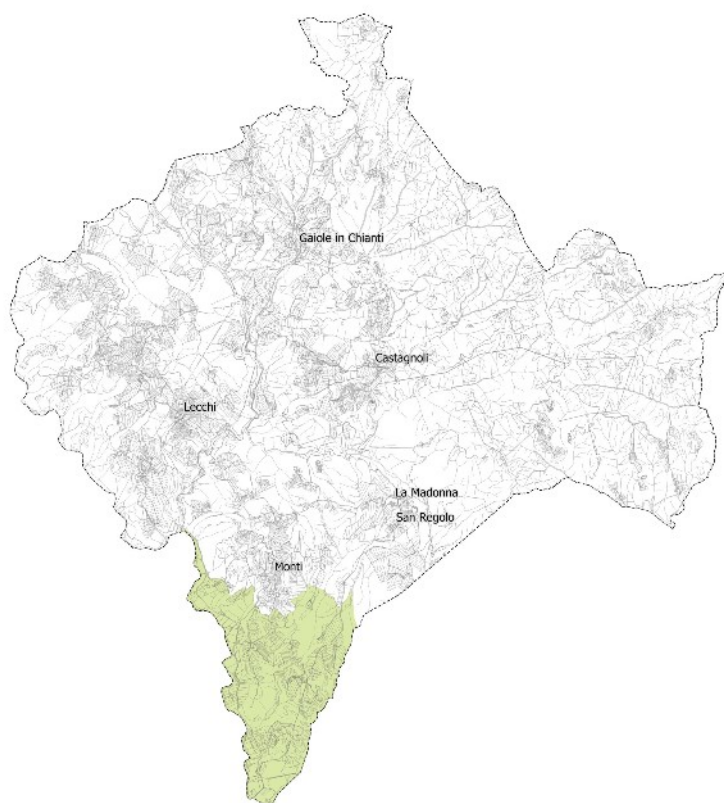 Gaiole in Chianti
Castagnoli
Lecchi
La Madonna
San Regolo
Monti